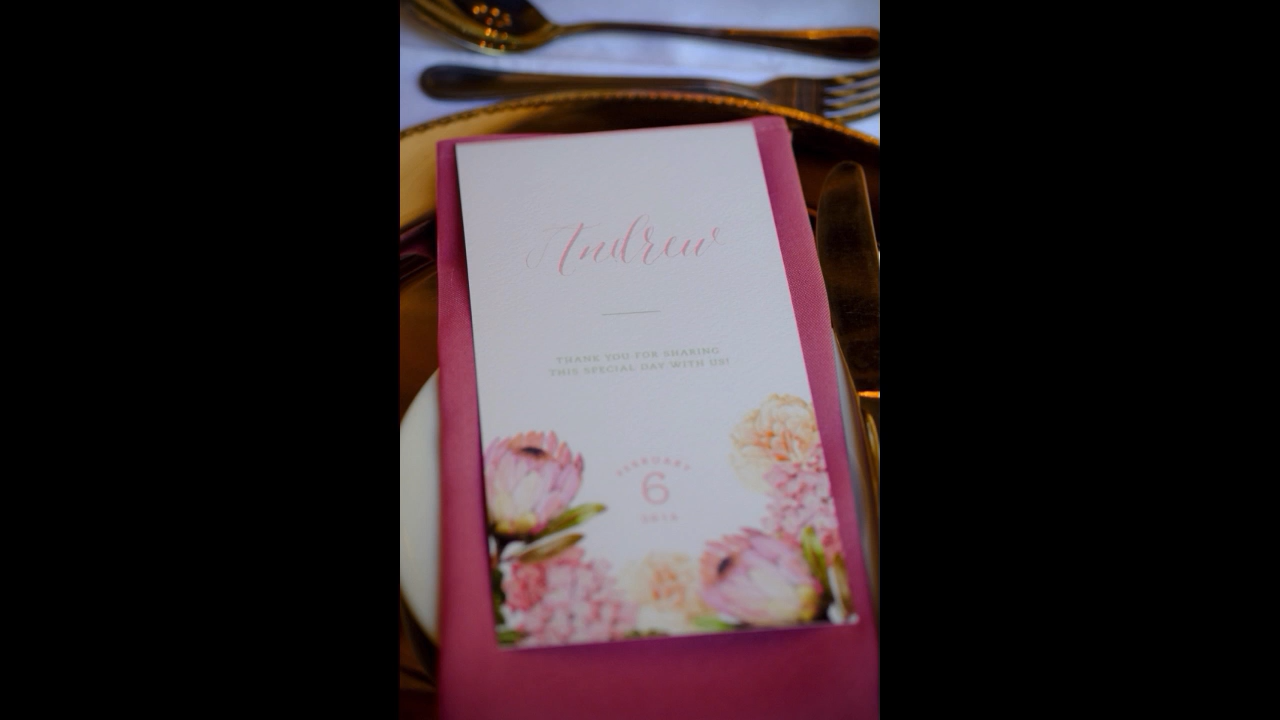 Andrew
THANK YOU FOR SHARING
THIS SPECIAL DAY WITH US!
FEBRUARY
6